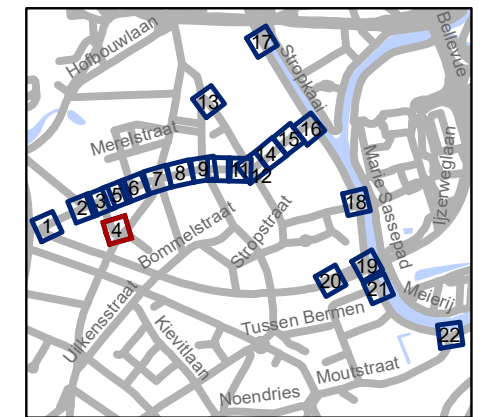 Hofbouwlaan
Bellevue
17
Stropkaai
13
Merelstraat
16
15
14
12
11
9
8
7
6
5
3
2
1
4
IJzerweglaan
Marie Sassepad
18
Bommelstraat
Stropstraat
19
20
21
Meierij
22
Uilkensstraat
Kievitlaan
Tussen Bermen
Moutstraat
Noendries